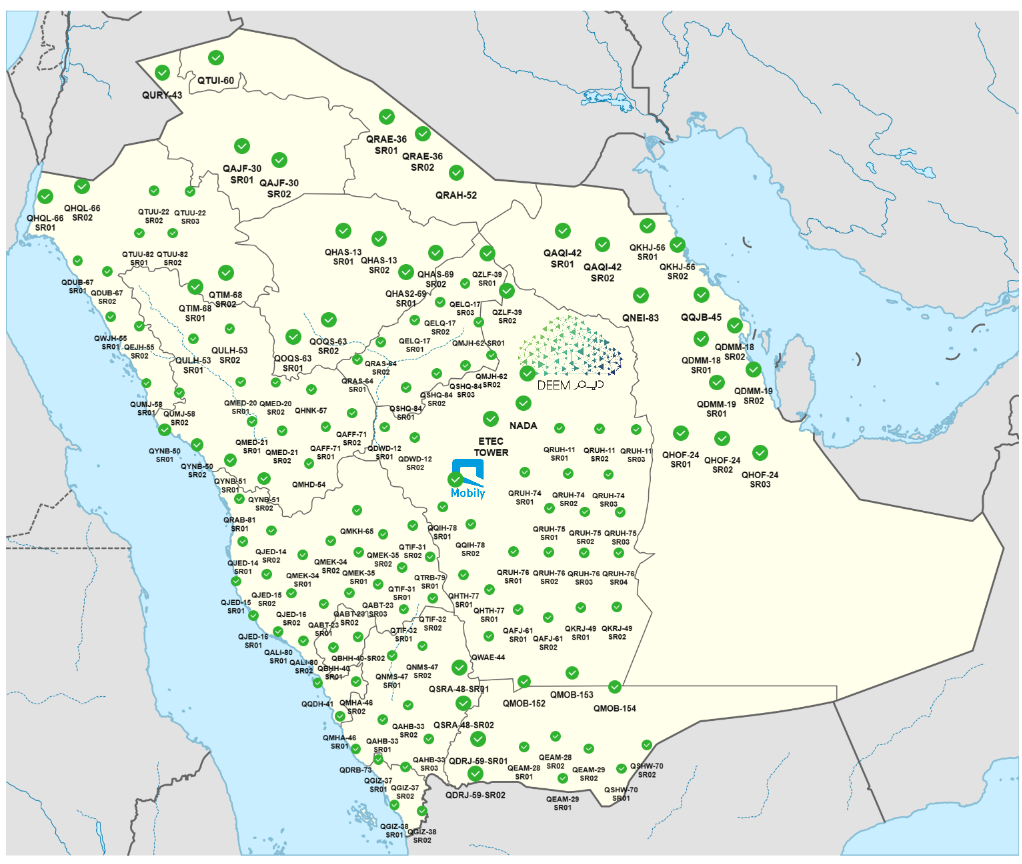 QTUI-60
QURY-43
QRAE-36
SR01
QRAE-36
SR02
QAJF-30
SR01
QAJF-30
SR02
QRAH-52
QHQL-66
SR01
QHQL-66
SR02
QTUU-22
SR02
QTUU-22
SR03
QTUU-82
SR01
QTUU-82
SR02
QHAS-13
SR01
QHAS-13
SR02
QAQI-42
SR01
QAQI-42
SR02
QKHJ-56
SR01
QKHJ-56
SR02
QDUB-67
SR01
QDUB-67
SR02
QTIM-68
SR01
QTIM-68
SR02
QHAS-69
SR02
QHAS2-69
SR01
QZLF-39
SR01
QZLF-39
SR02
QELQ-17
SR03
QELQ-17
SR02
QELQ-17
SR01
QNEI-83
QQJB-45
QWJH-55
SR01
QEJH-55
SR02
QULH-53
SR01
QULH-53
SR02
QOQS-63
SR01
QOQS-63
SR02
QMJH-62-SR01
QMJH-62
SR02
QRAS-64
SR02
QRAS-64
SR01
QSHQ-84
SR03
QSHQ-84
SR02
QSHQ-84
SR01
DEEM ديـــم
QDMM-18
SR01
QDMM-18
SR02
QDMM-19
SR01
QDMM-19
SR02
QUMJ-58
SR01
QUMJ-58
SR02
QMED-20
SR01
QMED-20
SR02
QHNK-57
NADA
ETEC
TOWER
QYNB-50
SR01
QYNB-50
SR02
QMED-21
SR01
QMED-21
SR02
QAFF-71
SR01
QAFF-71
SR02
QDWD-12
SR01
QDWD-12
SR02
QRUH-11
SR01
QRUH-11
SR02
QRUH-11
SR03
QHOF-24
SR01
QHOF-24
SR02
QHOF-24
SR03
QYNB-51
SR01
QYNB-51
SR02
QMHD-54
Mobily
QRUH-74
SR01
QRUH-74
SR02
QRUH-74
SR03
QRAB-81
SR01
QMKH-65
QQIH-78
SR01
QQIH-78
SR02
QRUH-75
SR01
QRUH-75
SR02
QRUH-75
SR03
QJED-14
SR01
QJED-14
SR02
QMEK-34
SR01
QMEK-34
SR02
QMEK-35
SR01
QMEK-35
SR02
QTIF-31
SR02
QTIF-31
SR01
QTRB-79
SR01
QRUH-76
SR01
QRUH-76
SR02
QRUH-76
SR03
QRUH-76
SR04
QJED-15
SR01
QJED-15
SR02
QABT-23
SR01
QABT-23
SR02
QABT-23
SR03
QHTH-77
SR01
QHTH-77
SR02
QJED-16
SR01
QJED-16
SR02
QTIF-32
SR01
QTIF-32
SR02
QAFJ-61
SR01
QAFJ-61
SR02
QKRJ-49
SR01
QKRJ-49
SR02
QALI-80
SR01
QALI-80
SR02
QBHH-40
SR01
QBHH-40-SR02
QNMS-47
SR01
QNMS-47
SR02
QWAE-44
QSRA-48-SR01
QSRA-48-SR02
QMOB-152
QMOB-153
QMOB-154
QQDH-41
QMHA-46
SR02
QMHA-46
SR01
QAHB-33
SR01
QAHB-33
SR02
QAHB-33
SR03
QDRJ-59-SR01
QDRJ-59-SR02
QEAM-28
SR01
QEAM-28
SR02
QEAM-29
SR02
QEAM-29
SR01
QSHW-70
SR02
QSHW-70
SR01
QDRB-73
QGIZ-37
SR01
QGIZ-37
SR02
QGIZ-38
SR01
QGIZ-38
SR02